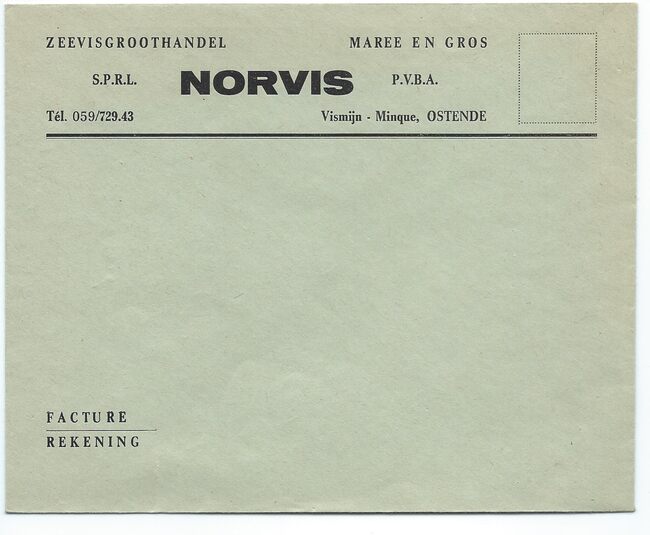 ZEEVISGROOTHANDEL MAREE EN GROS
S.P.R.L. NORVIS P.V.B.A.
Tél. 059/729.43 Vismijn - Minque, OSTENDE
FACTURE
REKENING